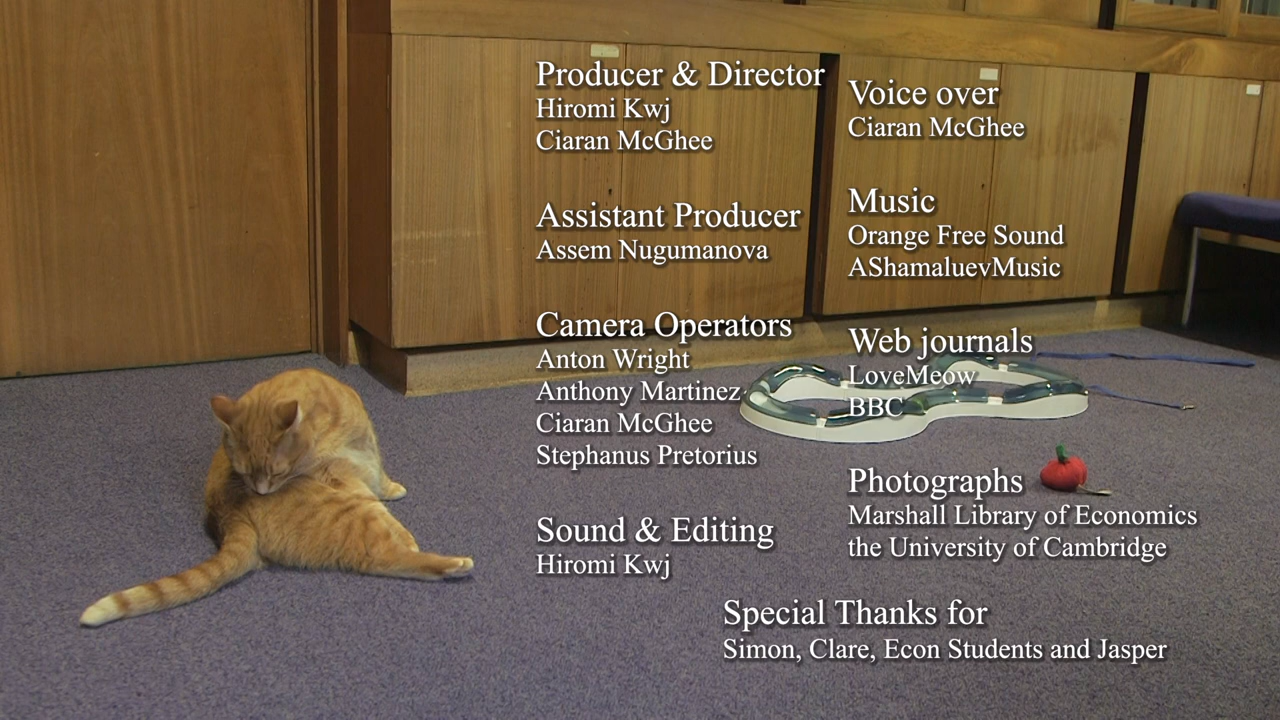 Producer & Director
Hiromi Kwj
Ciaran McGhee
Assistant Producer
Assem Nugumanova
Camera Operators
Anton Wright
Anthony Martinez
Ciaran McGhee
Stephanus Pretorius
Sound & Editing
Hiromi Kwj
Voice over
Ciaran McGhee
Music
Orange Free Sound
AShamaluevMusic
Web journals
LoveMeow
BBC
Photographs
Marshall Library of Economics
the University of Cambridge
Special Thanks for
Simon, Clare, Econ Students and Jasper